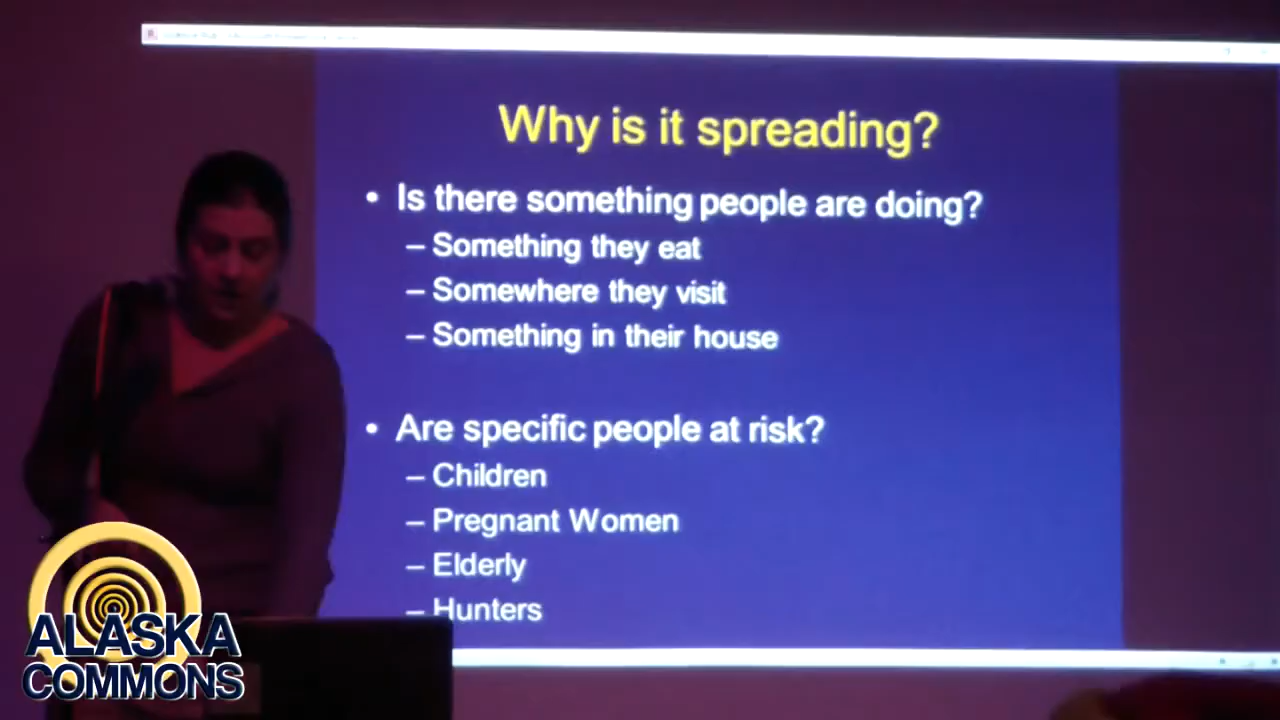 Why is it spreading?
• Is there something people are doing?
– Something they eat
– Somewhere they visit
– Something in their house
• Are specific people at risk?
– Children
– Pregnant Women
– Elderly
– Hunters
ALASKA
COMMONS